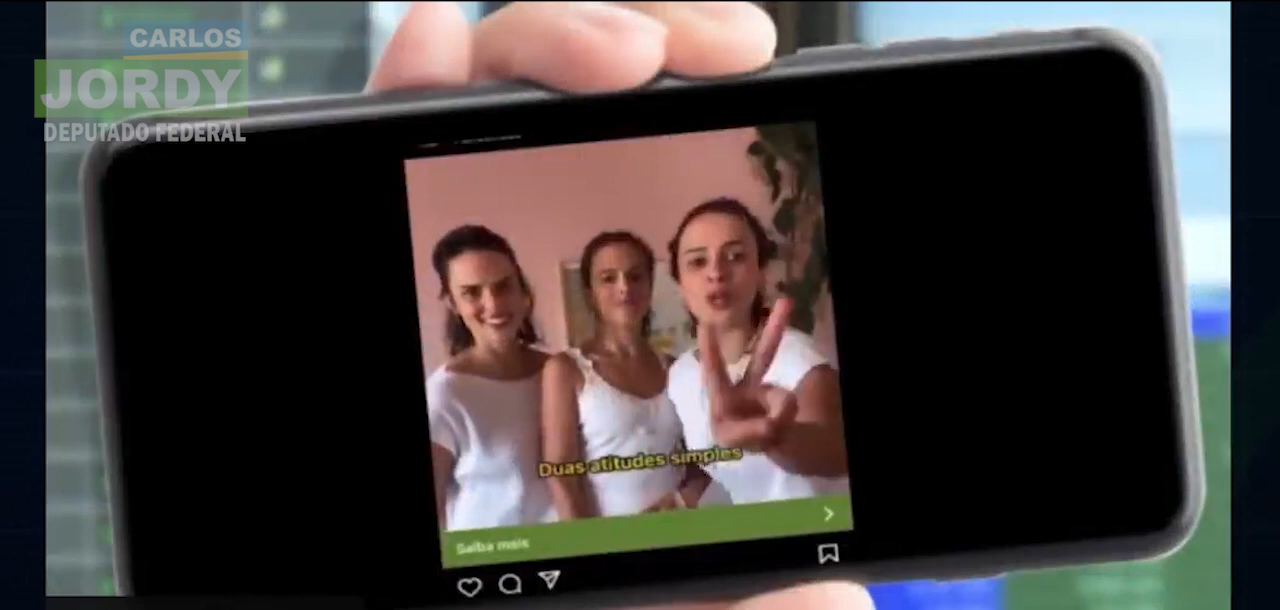 CARLOS
JORDY
DEPUTADO FEDERAL
Duas atitudes simples
Saiba mais